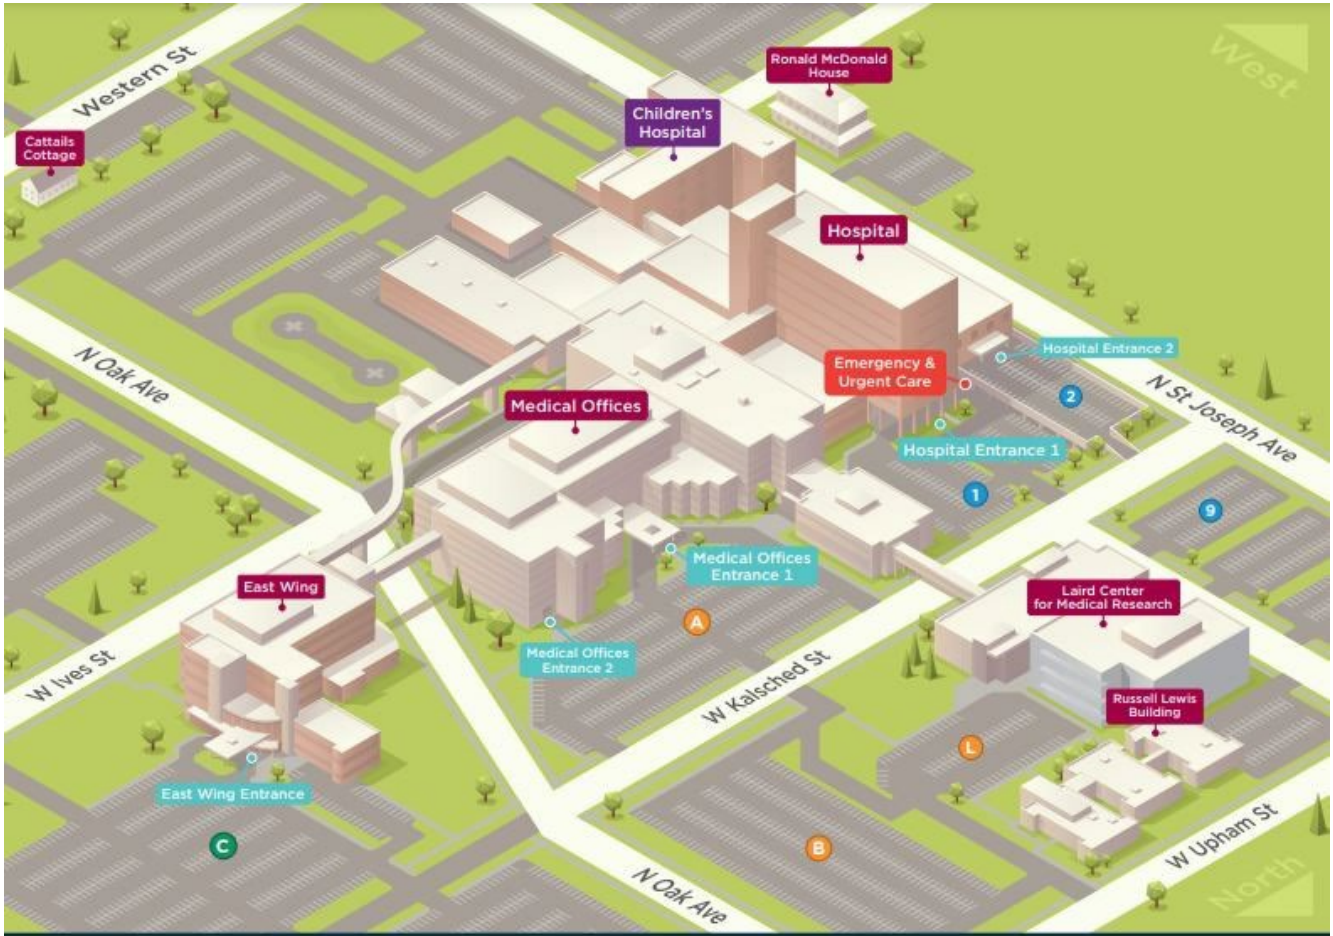 Western St
West
Ronald McDonald
House
Children's
Hospital
Cattails
Cottage
Hospital
Hospital Entrance 2
Emergency &
Urgent Care
N Oak Ave
2
N St Joseph Ave
Medical Offices
Hospital Entrance 1
1
9
Medical Offices
Entrance 1
East Wing
Laird Center
for Medical Research
A
Medical Offices
Entrance 2
W Ives St
W Kalsched St
Russell Lewis
Building
L
East Wing Entrance
C
B
W Upham St
N Oak Ave
North